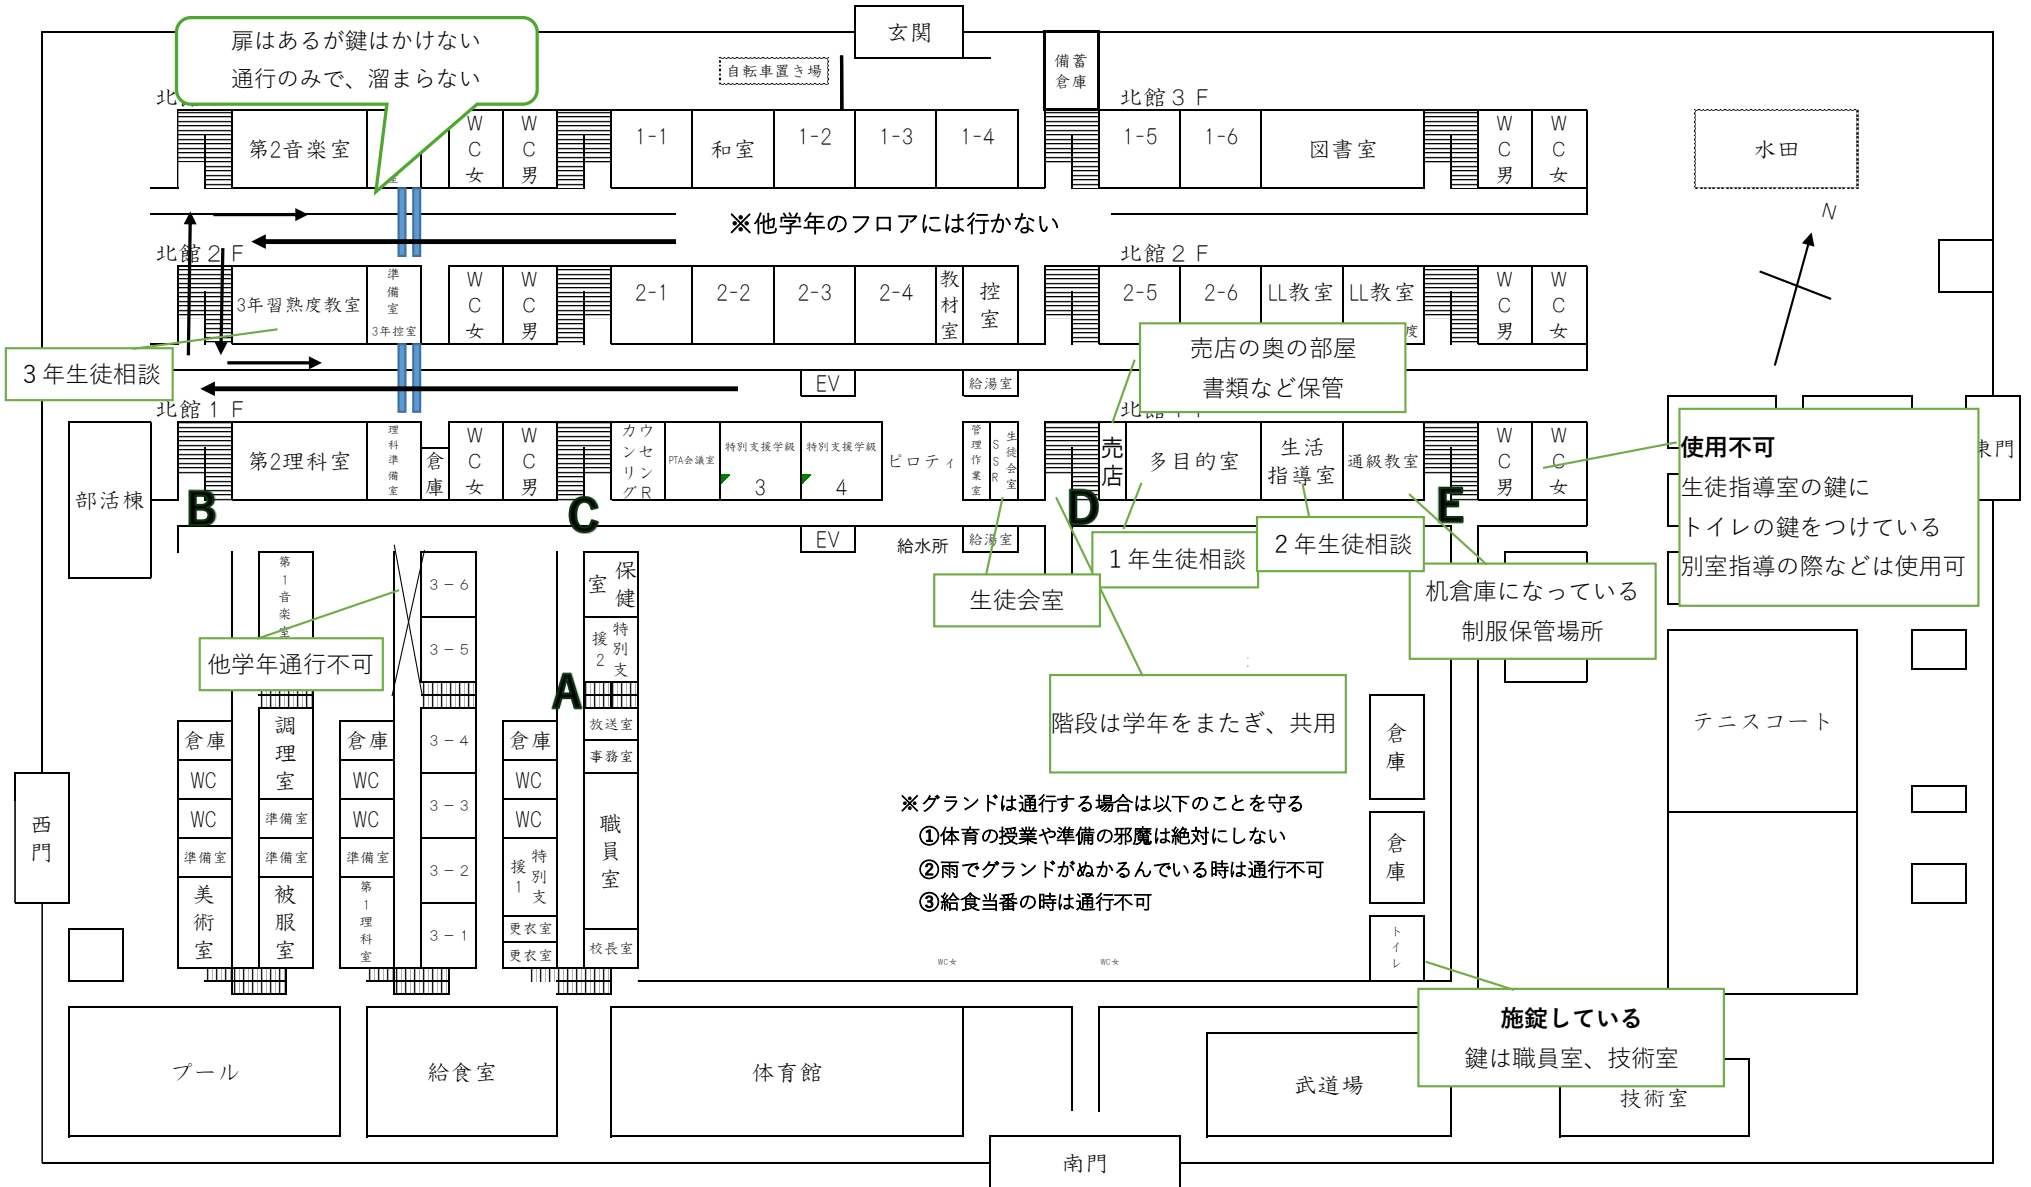 扉はあるが鍵はかけない
通行のみで、溜まらない
玄関
自転車置き場
備蓄
倉庫
北館3F
第2音楽室
WC女
WC男
1-1
和室
1-2
1-3
1-4
1-5
1-6
図書室
WC男
WC女
水田
※他学年のフロアには行かない
N
北館2F
北館2F
3年習熟度教室
準備室
3年控室
WC女
WC男
2-1
2-2
2-3
2-4
教材室
控室
2-5
2-6
LL教室
LL教室
WC男
WC女
3年生徒相談
売店の奥の部屋
書類など保管
EV
給湯室
北館1F
部活棟
第2理科室
理科準備室
倉庫
WC女
WC男
カウンセリングR
PTA会議室
特別支援学級
3
特別支援学級
4
ピロティ
管理作業室
SSR
生徒会室
売店
多目的室
生活
指導室
通級教室
WC男
WC女
使用不可
生徒指導室の鍵に
トイレの鍵をつけている
別室指導の際などは使用可
東門
B
C
D
E
EV
給水所
給湯室
1年生徒相談
2年生徒相談
生徒会室
机倉庫になっている
制服保管場所
第1音楽室
3-6
保健室
3-5
特別支援2
他学年通行不可
A
階段は学年をまたぎ、共用
倉庫
調理室
倉庫
3-4
倉庫
放送室
事務室
倉庫
テニスコート
WC
WC
WC
3-3
WC
準備室
WC
WC
職員室
西門
※グランドは通行する場合は以下のことを守る
①体育の授業や準備の邪魔は絶対にしない
②雨でグランドがぬかるんでいる時は通行不可
③給食当番の時は通行不可
倉庫
準備室
準備室
準備室
3-2
特別支援1
美術室
被服室
第1理科室
3-1
更衣室
更衣室
校長室
トイレ
施錠している
鍵は職員室、技術室
プール
給食室
体育館
武道場
技術室
南門